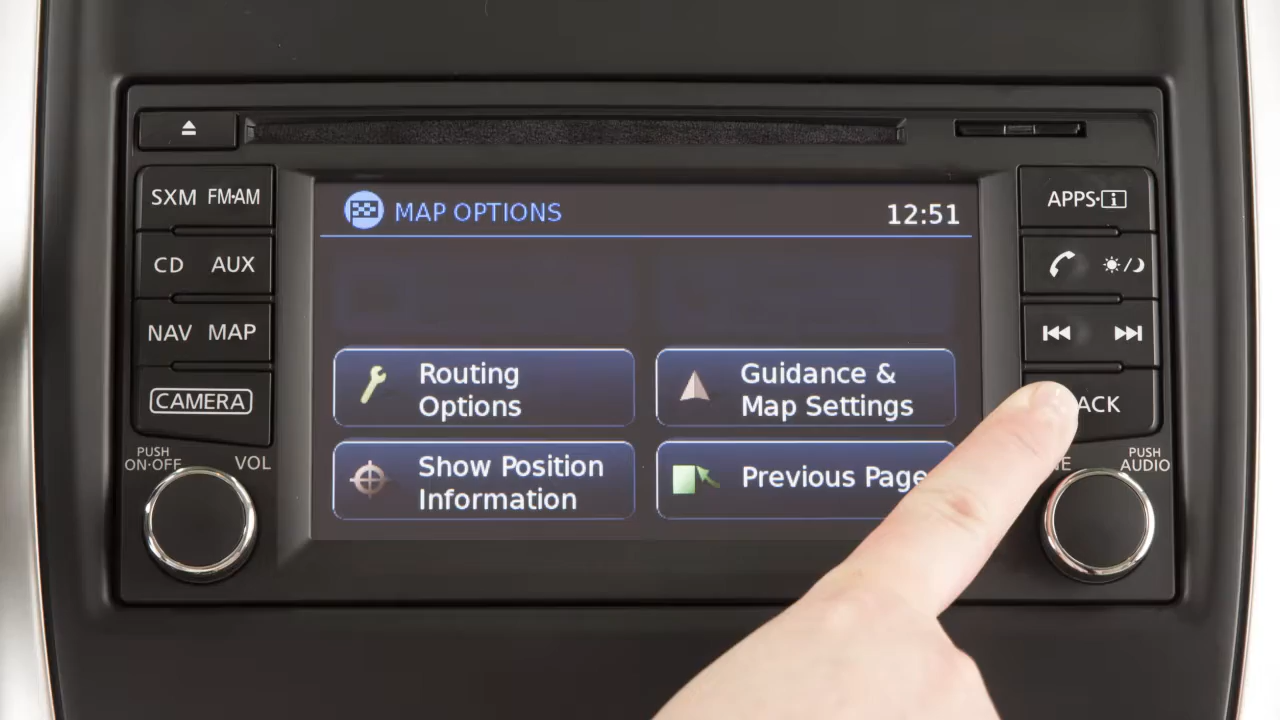 SXM FM·AM
CD AUX
NAV MAP
CAMERA
PUSH
ON·OFF
VOL
MAP OPTIONS
12:51
Routing
Options
Guidance &
Map Settings
Show Position
Information
Previous Page
APPS·i
ACK
PUSH
AUDIO